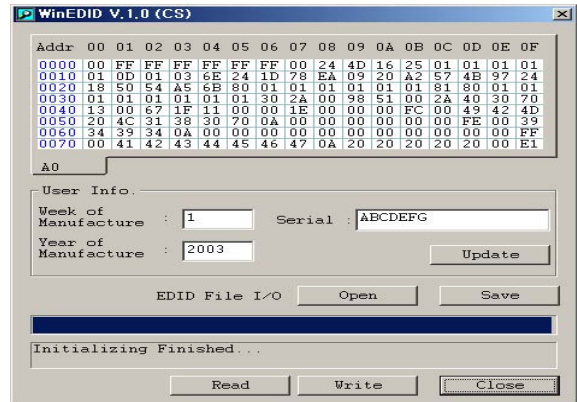 WinEDID V.1.0 (CS)
Addr 00 01 02 03 04 05 06 07 08 09 0A 0B 0C 0D 0E 0F
0000 00 FF FF FF FF FF FF 00 24 4D 16 25 01 01 01 01
0010 01 0D 01 03 6E 24 1D 78 EA 09 20 A2 57 4B 97 24
0020 18 50 54 A5 6B 80 01 01 01 01 01 01 81 80 01 01
0030 01 01 01 01 01 01 30 2A 00 98 51 00 2A 40 30 70
0040 13 00 67 1F 11 00 00 1E 00 00 00 FC 00 49 42 4D
0050 20 4C 31 38 30 70 0A 00 00 00 00 00 00 FE 00 39
0060 34 39 34 0A 00 00 00 00 00 00 00 00 00 00 00 FF
0070 00 41 42 43 44 45 46 47 0A 20 20 20 20 20 00 E1
A0
User Info.
Week of Manufacture : 1 Serial : ABCDEFG
Year of Manufacture : 2003 Update
EDID File I/O Open Save
Initializing Finished...
Read Write Close